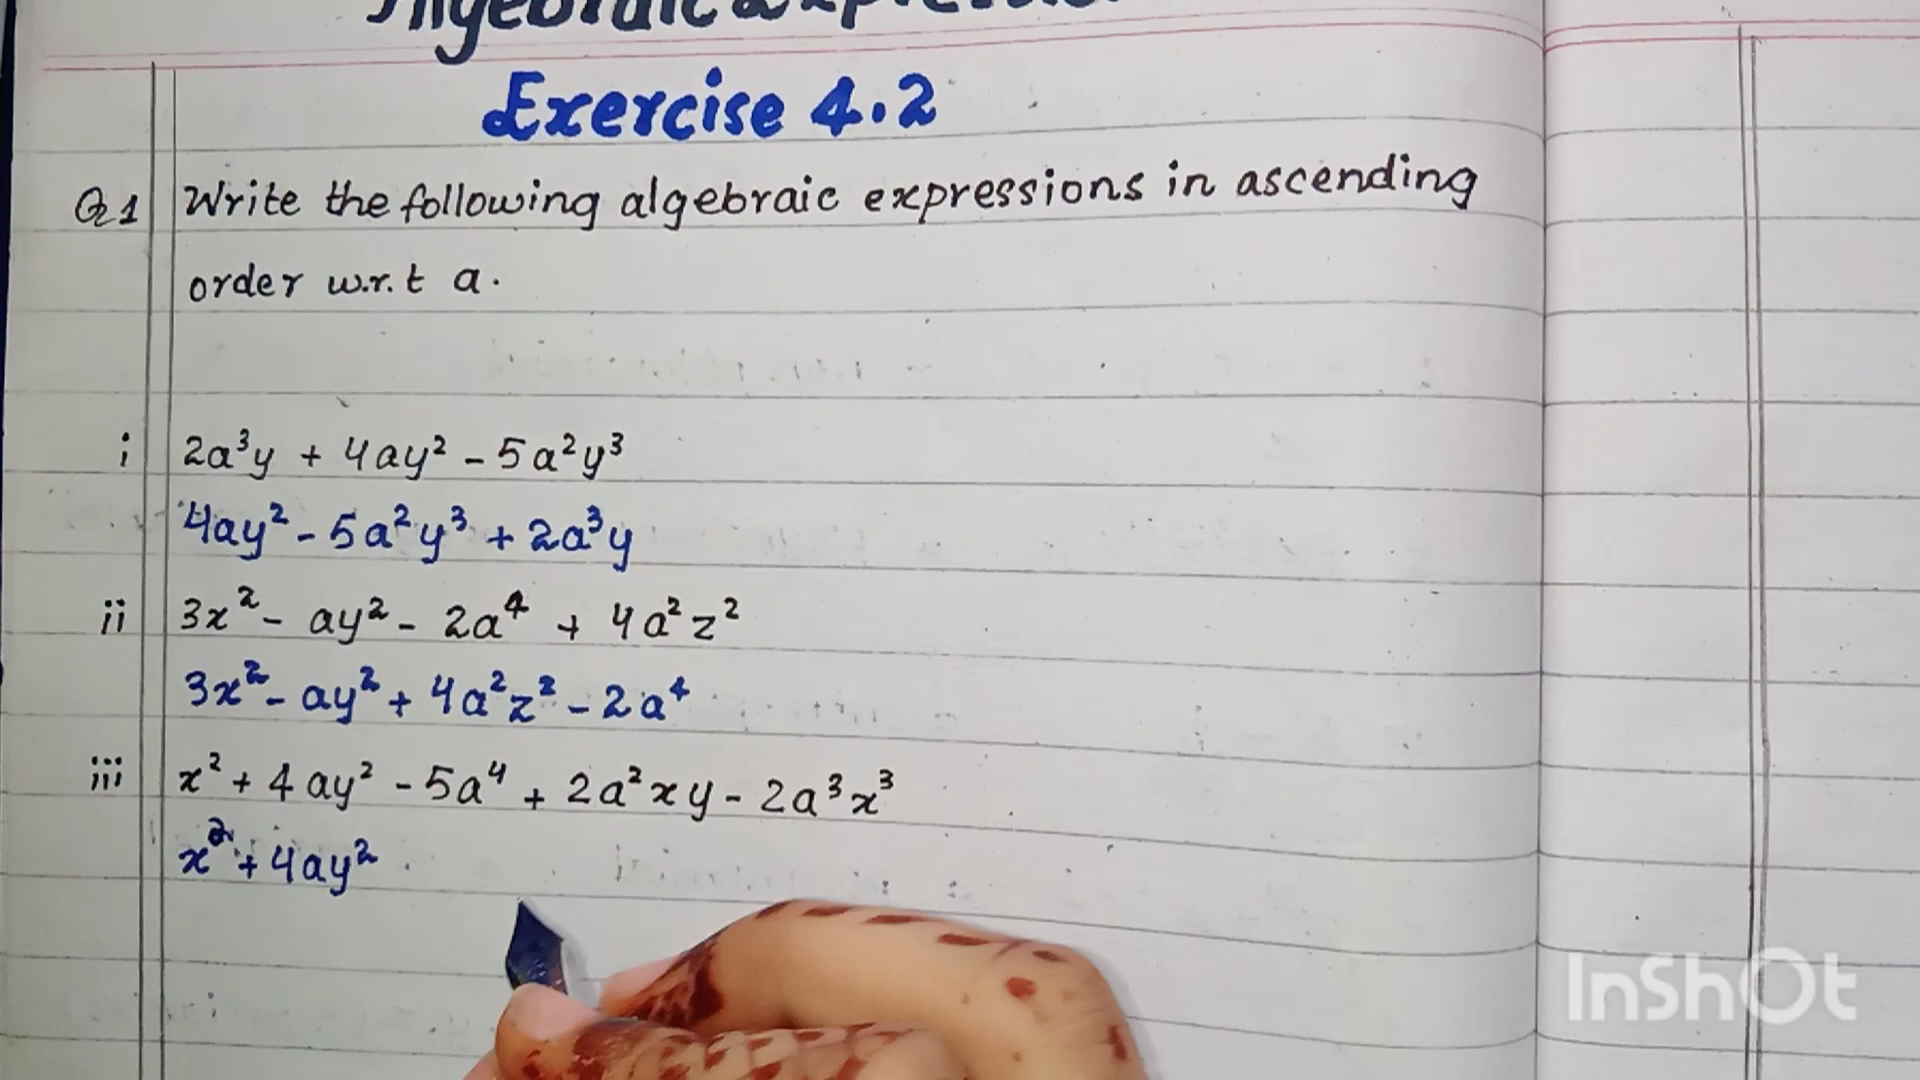 Algebraic
Exercise 4.2
Q1 Write the following algebraic expressions in ascending
order w.r.t a.
i 2a³y + 4ay² - 5a²y³
4ay² - 5a²y³ + 2a³y
ii 3x² - ay² - 2a⁴ + 4a²z²
3x² - ay² + 4a²z² - 2a⁴
iii x² + 4ay² - 5a⁴ + 2a²xy - 2a³x³
x² + 4ay²
InShOt